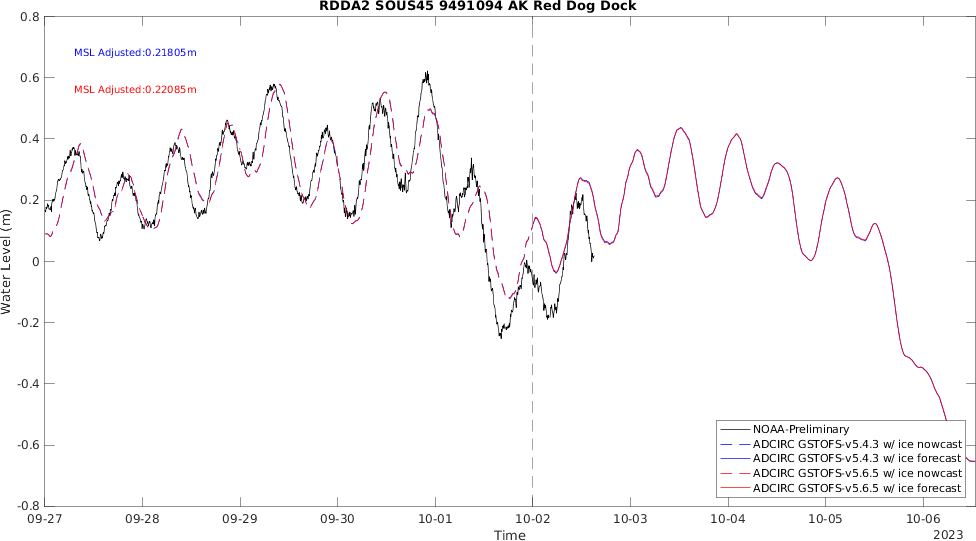 RDDA2 SOUS45 9491094 AK Red Dog Dock
MSL Adjusted:0.21805m
MSL Adjusted:0.22085m
Water Level (m)
0.8
0.6
0.4
0.2
0
-0.2
-0.4
-0.6
-0.8
NOAA-Preliminary
ADCIRC GSTOFS-v5.4.3 w/ ice nowcast
ADCIRC GSTOFS-v5.4.3 w/ ice forecast
ADCIRC GSTOFS-v5.6.5 w/ ice nowcast
ADCIRC GSTOFS-v5.6.5 w/ ice forecast
09-27 09-28 09-29 09-30 10-01 10-02 10-03 10-04 10-05 10-06
Time
2023